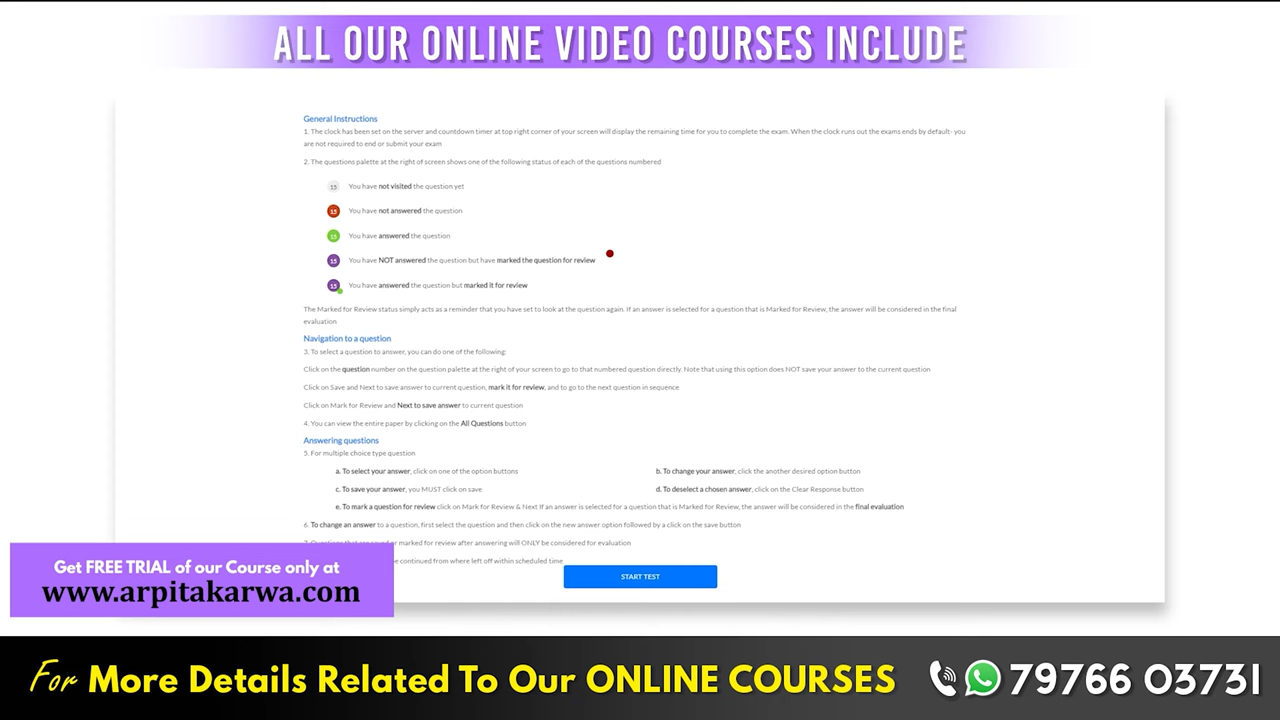 ALL OUR ONLINE VIDEO COURSES INCLUDE
General Instructions
1. The clock has been set on the server and countdown timer at top right corner of your screen will display the remaining time for you to complete the exam. When the clock runs out the exams ends by default- you
are not required to end or submit your exam
2. The questions palette at the right of screen shows one of the following status of each of the questions numbered
15 You have not visited the question yet
15 You have not answered the question
15 You have answered the question
15 You have NOT answered the question but have marked the question for review
15 You have answered the question but marked it for review
The Marked for Review status simply acts as a reminder that you have set to look at the question again. If an answer is selected for a question that is Marked for Review, the answer will be considered in the final
evaluation
Navigation to a question
3. To select a question to answer, you can do one of the following:
Click on the question number on the question palette at the right of your screen to go to that numbered question directly. Note that using this option does NOT save your answer to the current question
Click on Save and Next to save answer to current question, mark it for review, and to go to the next question in sequence
Click on Mark for Review and Next to save answer to current question
4. You can view the entire paper by clicking on the All Questions button
Answering questions
5. For multiple choice type question
a. To select your answer, click on one of the option buttons
b. To change your answer, click the another desired option button
c. To save your answer, you MUST click on save
d. To deselect a chosen answer, click on the Clear Response button
e. To mark a question for review click on Mark for Review & Next If an answer is selected for a question that is Marked for Review, the answer will be considered in the final evaluation
6. To change an answer to a question, first select the question and then click on the new answer option followed by a click on the save button
marked for review after answering will ONLY be considered for evaluation
be continued from where left off within scheduled time
START TEST
Get FREE TRIAL of our Course only at
www.arpitakarwa.com
For More Details Related To Our ONLINE COURSES 79766 03731